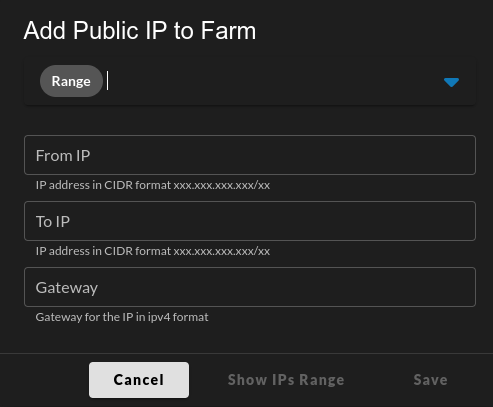 Add Public IP to Farm
Range
From IP
IP address in CIDR format xxx.xxx.xxx.xxx/xx
To IP
IP address in CIDR format xxx.xxx.xxx.xxx/xx
Gateway
Gateway for the IP in ipv4 format
Cancel Show IPs Range Save